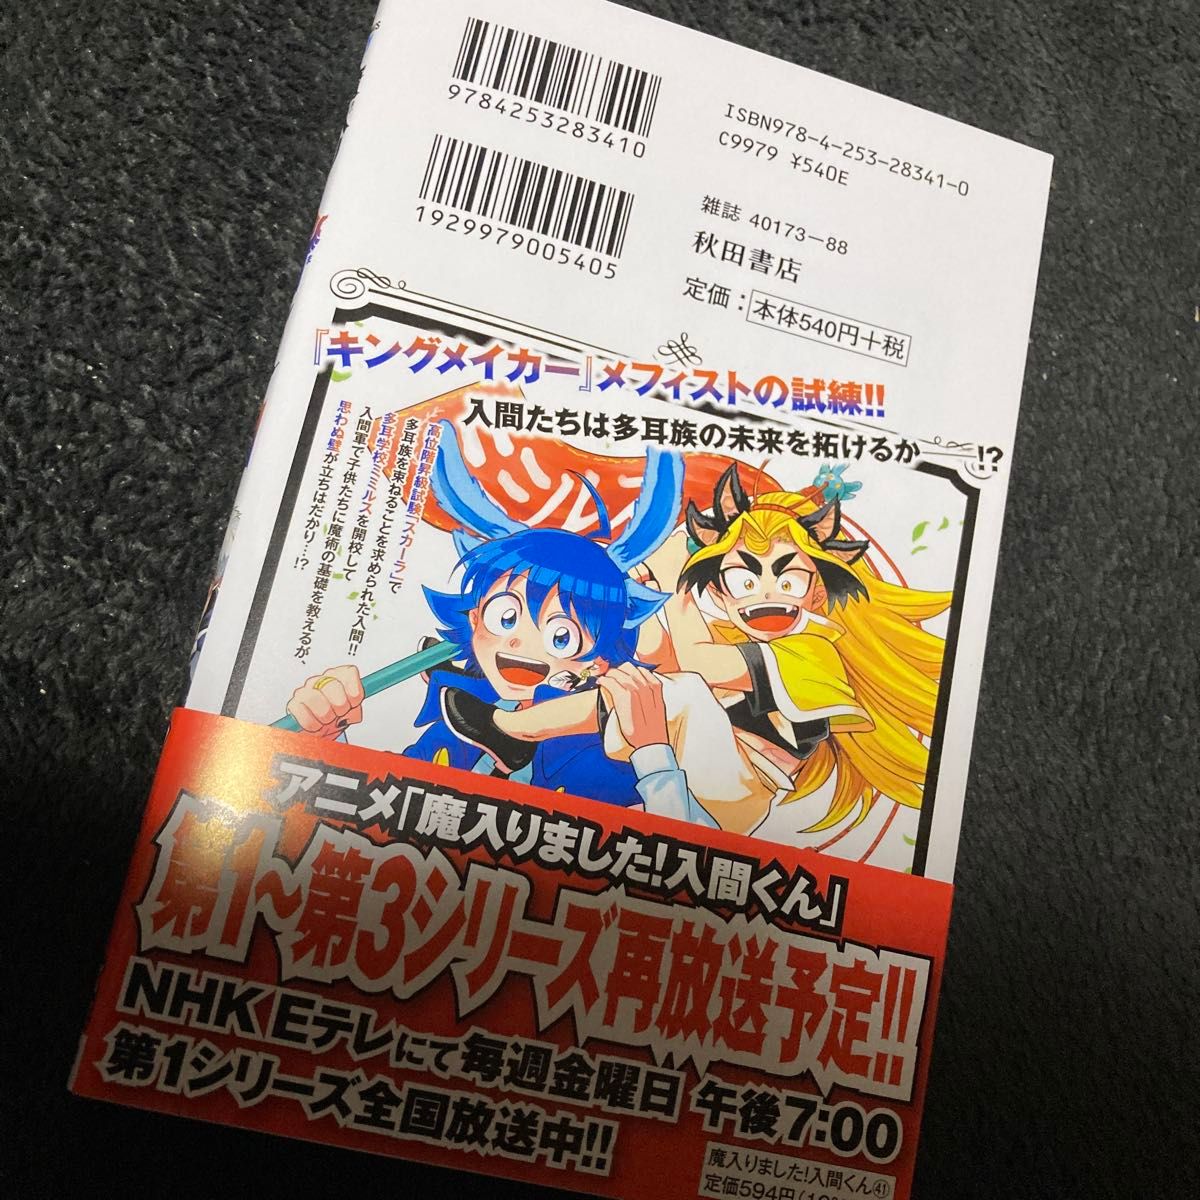 9784253283410
1929979005405
ISBN978-4-253-28341-0
C9979 ¥540E
雑誌 40173-88
秋田書店
定価：本体540円+税
『キングメイカー』メフィストの試練!!
入間たちは多耳族の未来を拓けるか――!?
高位階昇級試験「スカーラ」で
多耳族を束ねることを求められた入間!!
多耳学校ミミルスを開校して
入間軍で子供たちに魔術の基礎を教えるが、
思わぬ壁が立ちはだかり…!?
ミミルス
アニメ「魔入りました!入間くん」
第1~第3シリーズ再放送予定!!
NHK Eテレにて毎週金曜日 午後7:00
第1シリーズ全国放送中!!
魔入りました!入間くん㊶
定価594円